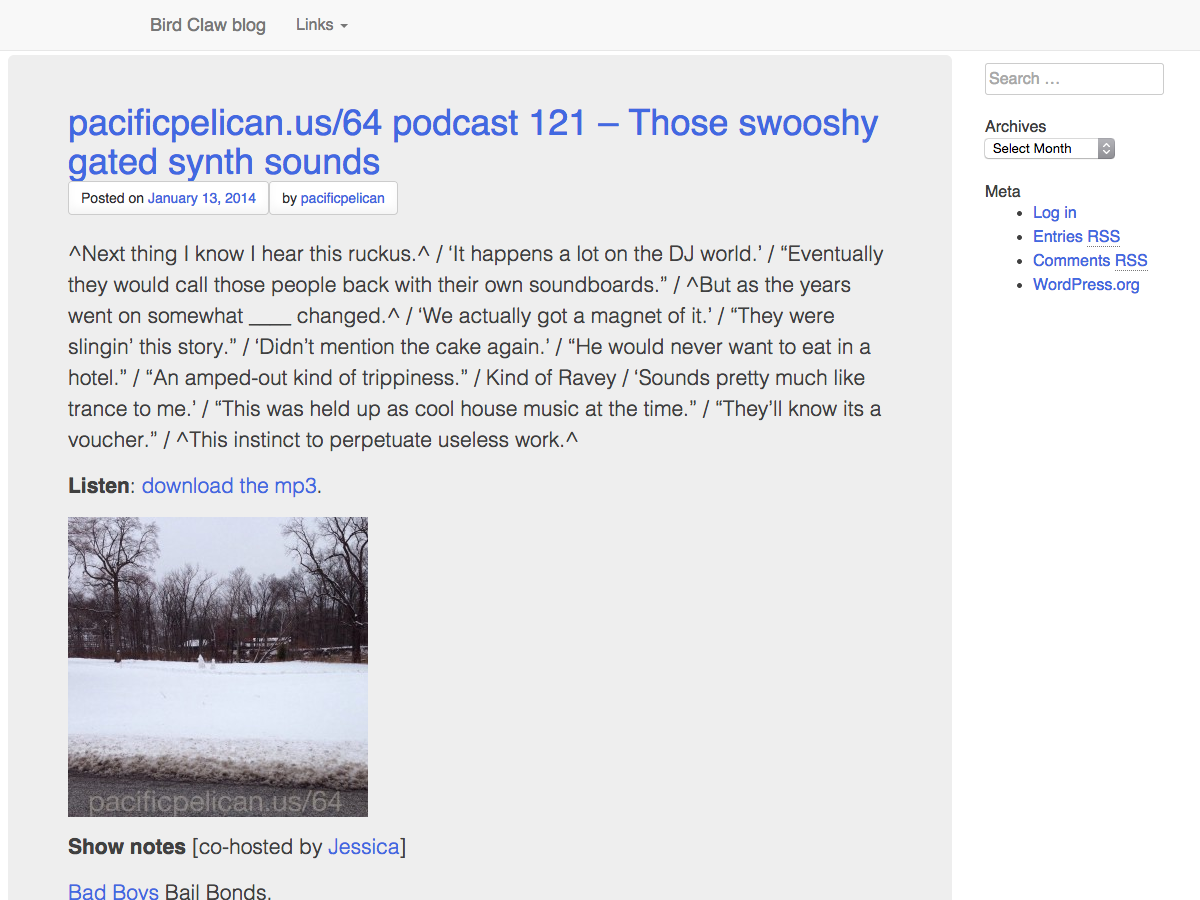 Bird Claw blog Links
pacificpelican.us/64 podcast 121 – Those swooshy
gated synth sounds
Posted on January 13, 2014 by pacificpelican
^Next thing I know I hear this ruckus.^ / ‘It happens a lot on the DJ world.’ / “Eventually
they would call those people back with their own soundboards.” / ^But as the years
went on somewhat ____ changed.^ / ‘We actually got a magnet of it.’ / “They were
slingin’ this story.” / ‘Didn’t mention the cake again.’ / “He would never want to eat in a
hotel.” / “An amped-out kind of trippiness.” / Kind of Ravey / ‘Sounds pretty much like
trance to me.’ / “This was held up as cool house music at the time.” / “They’ll know its a
voucher.” / ^This instinct to perpetuate useless work.^
Listen: download the mp3.
pacificpelican.us/64
Show notes [co-hosted by Jessica]
Bad Boys Bail Bonds.
Search …
Archives
Select Month
Meta
Log in
Entries RSS
Comments RSS
WordPress.org